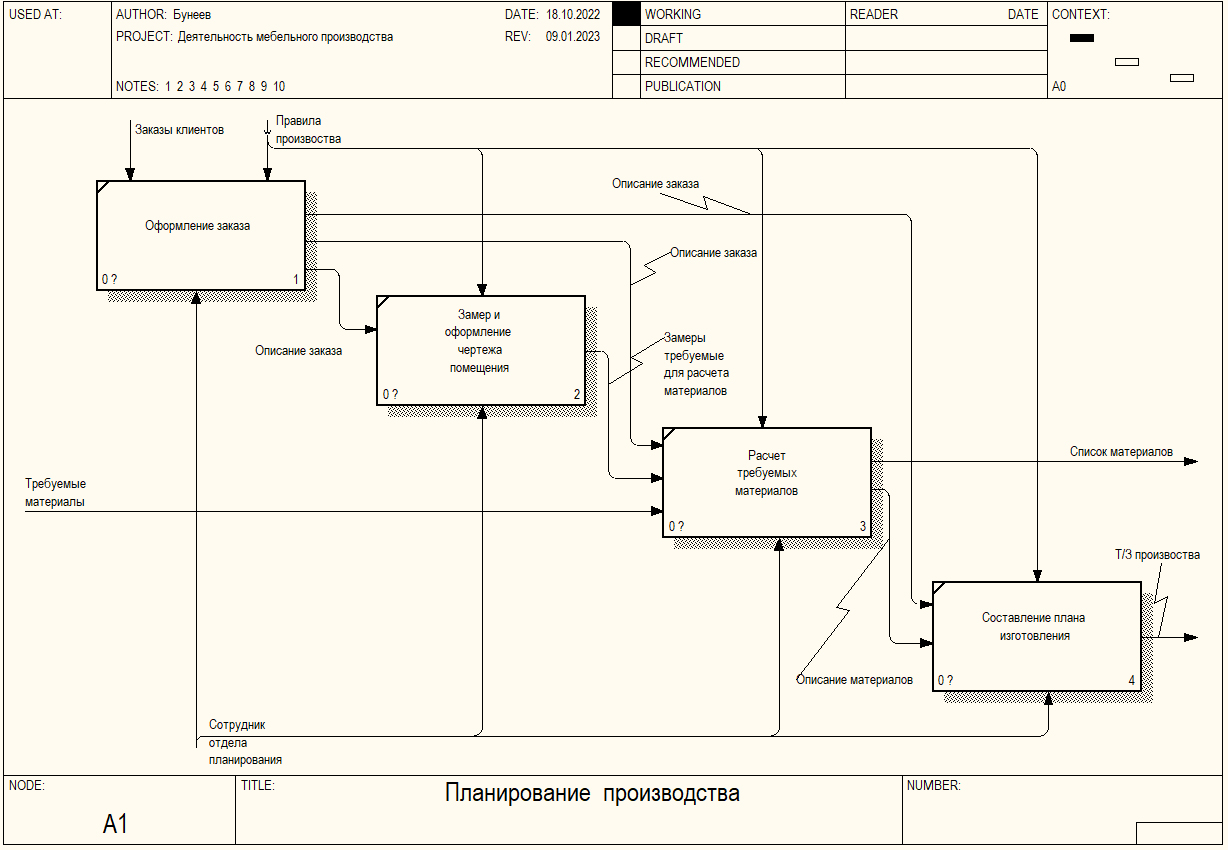 USED AT:
AUTHOR: Бунеев
DATE: 18.10.2022
PROJECT: Деятельность мебельного производства
REV: 09.01.2023
NOTES: 1 2 3 4 5 6 7 8 9 10
WORKING
DRAFT
RECOMMENDED
PUBLICATION
READER
DATE
CONTEXT:
A0
Заказы клиентов
Правила
произвоства
Описание заказа
Оформление заказа
0 ?
1
Описание заказа
Замер и
оформление
чертежа
помещения
0 ?
2
Описание заказа
Замеры
требуемые
для расчета
материалов
Расчет
требуемых
материалов
0 ?
3
Список материалов
Требуемые
материалы
Т/З произвоства
Составление плана
изготовления
0 ?
4
Описание материалов
Сотрудник
отдела
планирования
NODE:
A1
TITLE:
Планирование производства
NUMBER: